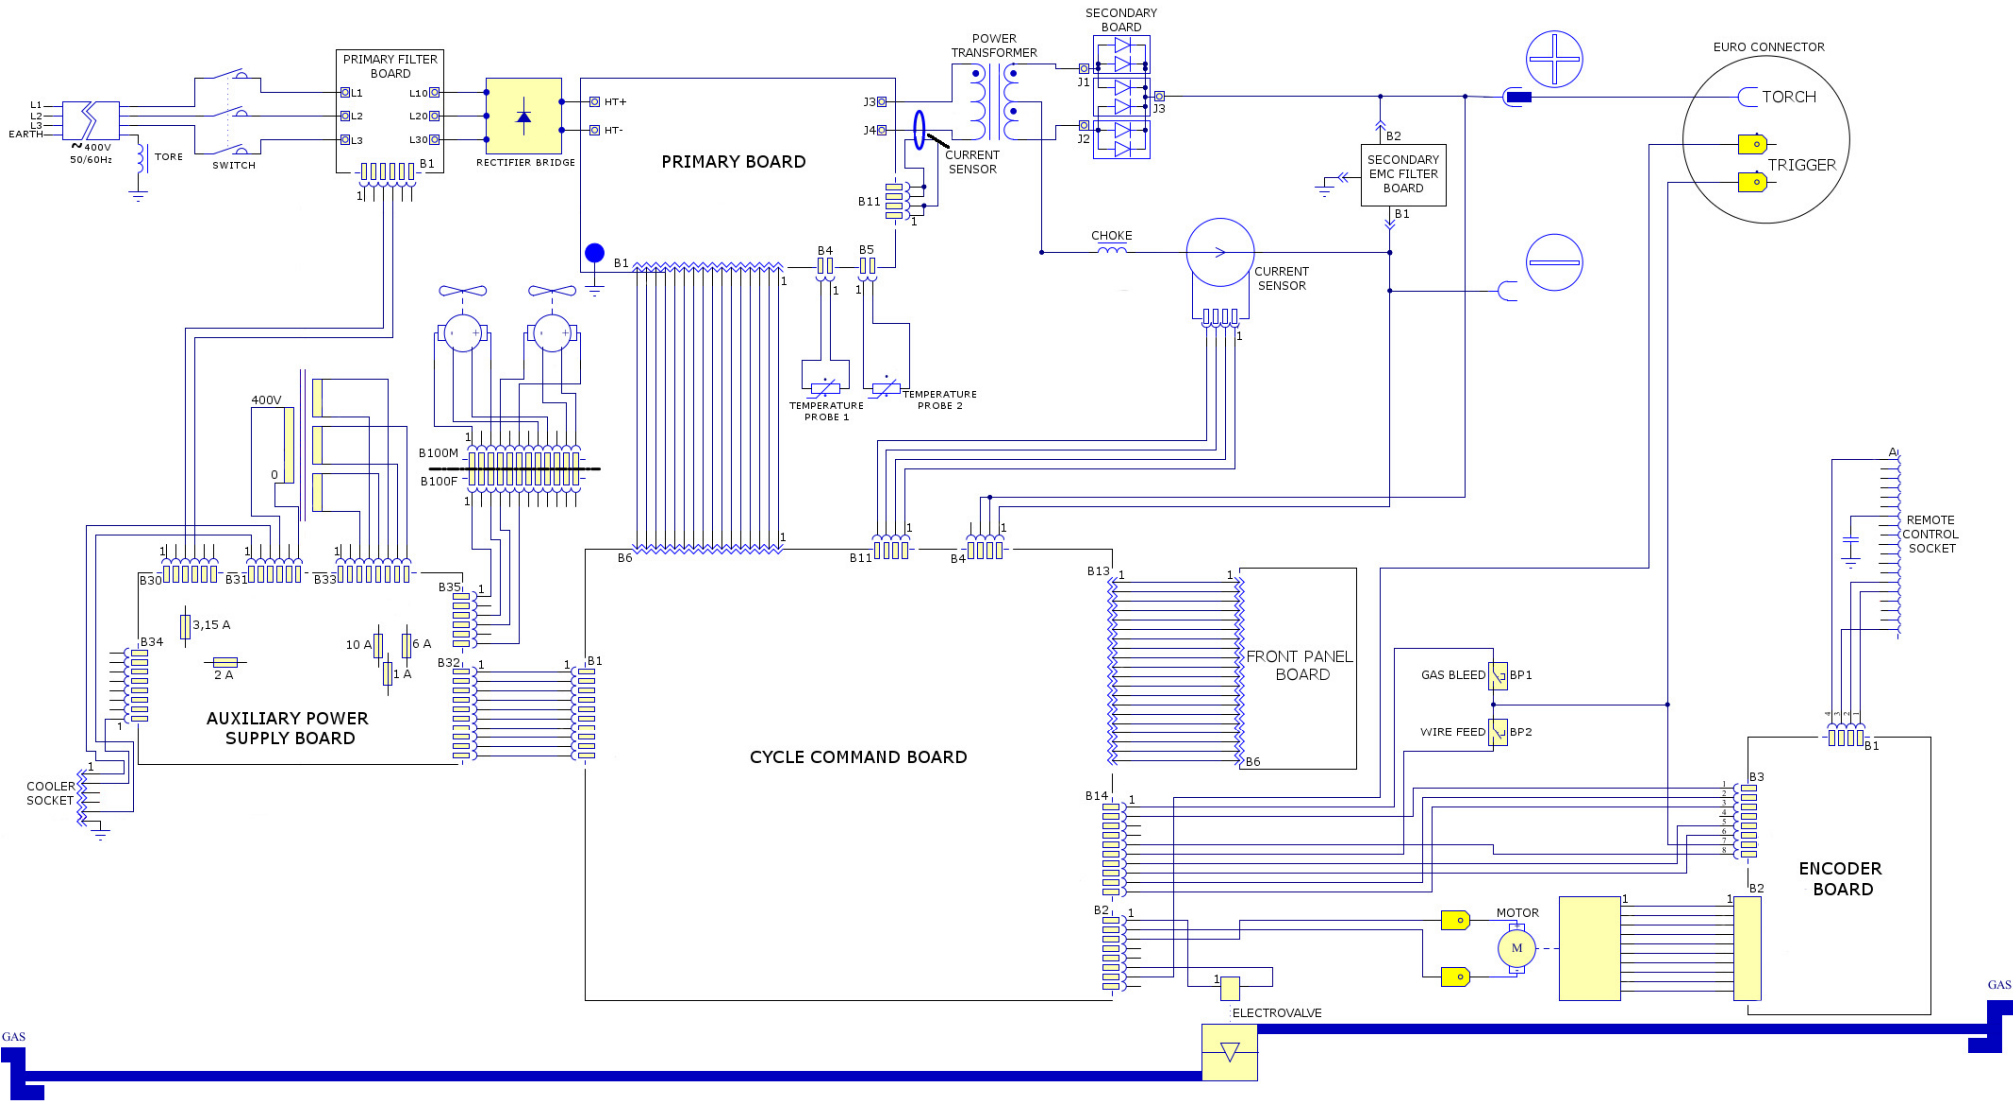 SECONDARY
BOARD
PRIMARY FILTER
BOARD
POWER
TRANSFORMER
EURO CONNECTOR
L1
L2
L3
EARTH
~400V
50/60Hz
TORE
SWITCH
L1
L2
L3
L10
L20
L30
B1
1
RECTIFIER BRIDGE
HT+
HT-
PRIMARY BOARD
J3
J4
CURRENT
SENSOR
B11
1
J1
J2
J3
B2
SECONDARY
EMC FILTER
BOARD
B1
TORCH
TRIGGER
CHOKE
CURRENT
SENSOR
1
B1
1
B4
1
B5
1
TEMPERATURE
PROBE 1
TEMPERATURE
PROBE 2
- +
- +
400V
0
1
B100M
B100F
1
A
REMOTE
CONTROL
SOCKET
B6
1
B11
1
B4
1
B30
1
B31
1
B33
1
B35
1
3,15 A
2 A
10 A
6 A
1 A
B34
1
B32
1
B1
1
AUXILIARY POWER
SUPPLY BOARD
COOLER
SOCKET
1
CYCLE COMMAND BOARD
B13
1
1
FRONT PANEL
BOARD
B6
GAS BLEED
BP1
WIRE FEED
BP2
4 3 2 1
B1
B14
1
B3
1
2
3
4
5
6
7
8
ENCODER
BOARD
B2
1
MOTOR
+
M
-
1
1
B2
1
ELECTROVALVE
GAS
GAS